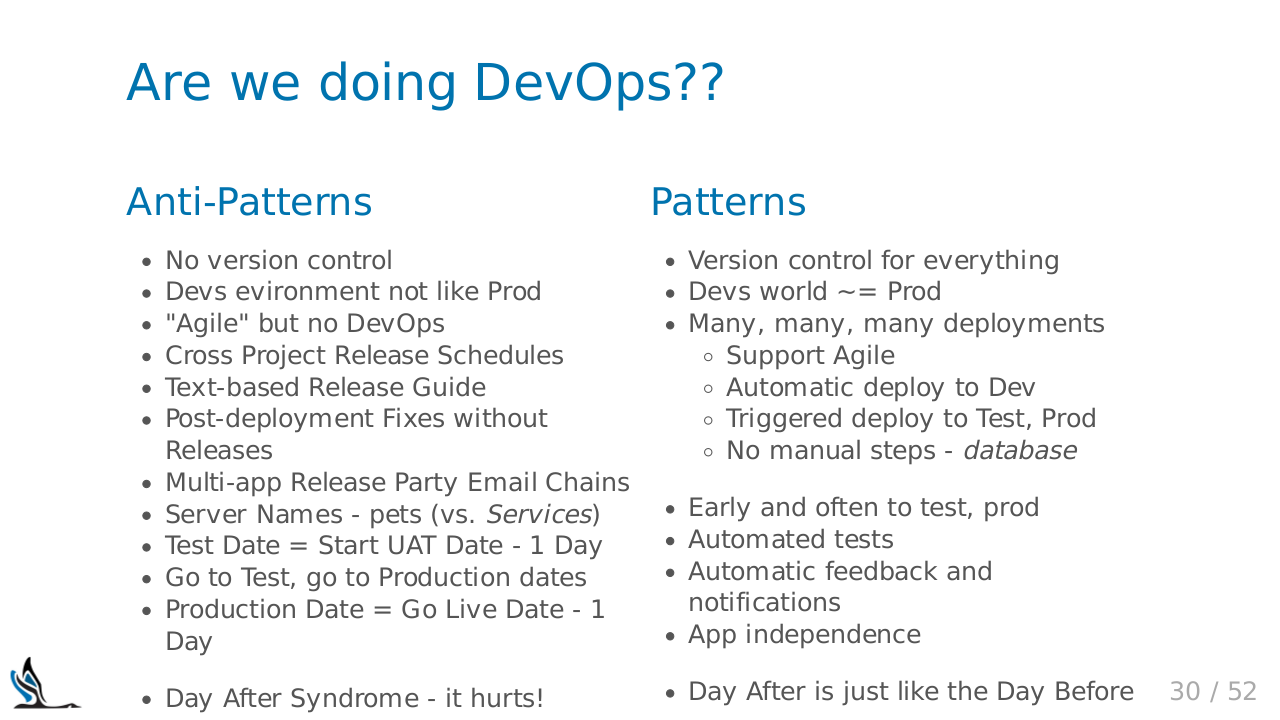 Are we doing DevOps??
Anti-Patterns
No version control
Devs evironment not like Prod
"Agile" but no DevOps
Cross Project Release Schedules
Text-based Release Guide
Post-deployment Fixes without
Releases
Multi-app Release Party Email Chains
Server Names - pets (vs. Services)
Test Date = Start UAT Date - 1 Day
Go to Test, go to Production dates
Production Date = Go Live Date - 1
Day
Day After Syndrome - it hurts!
Patterns
Version control for everything
Devs world ~= Prod
Many, many, many deployments
Support Agile
Automatic deploy to Dev
Triggered deploy to Test, Prod
No manual steps - database
Early and often to test, prod
Automated tests
Automatic feedback and
notifications
App independence
Day After is just like the Day Before
30 / 52